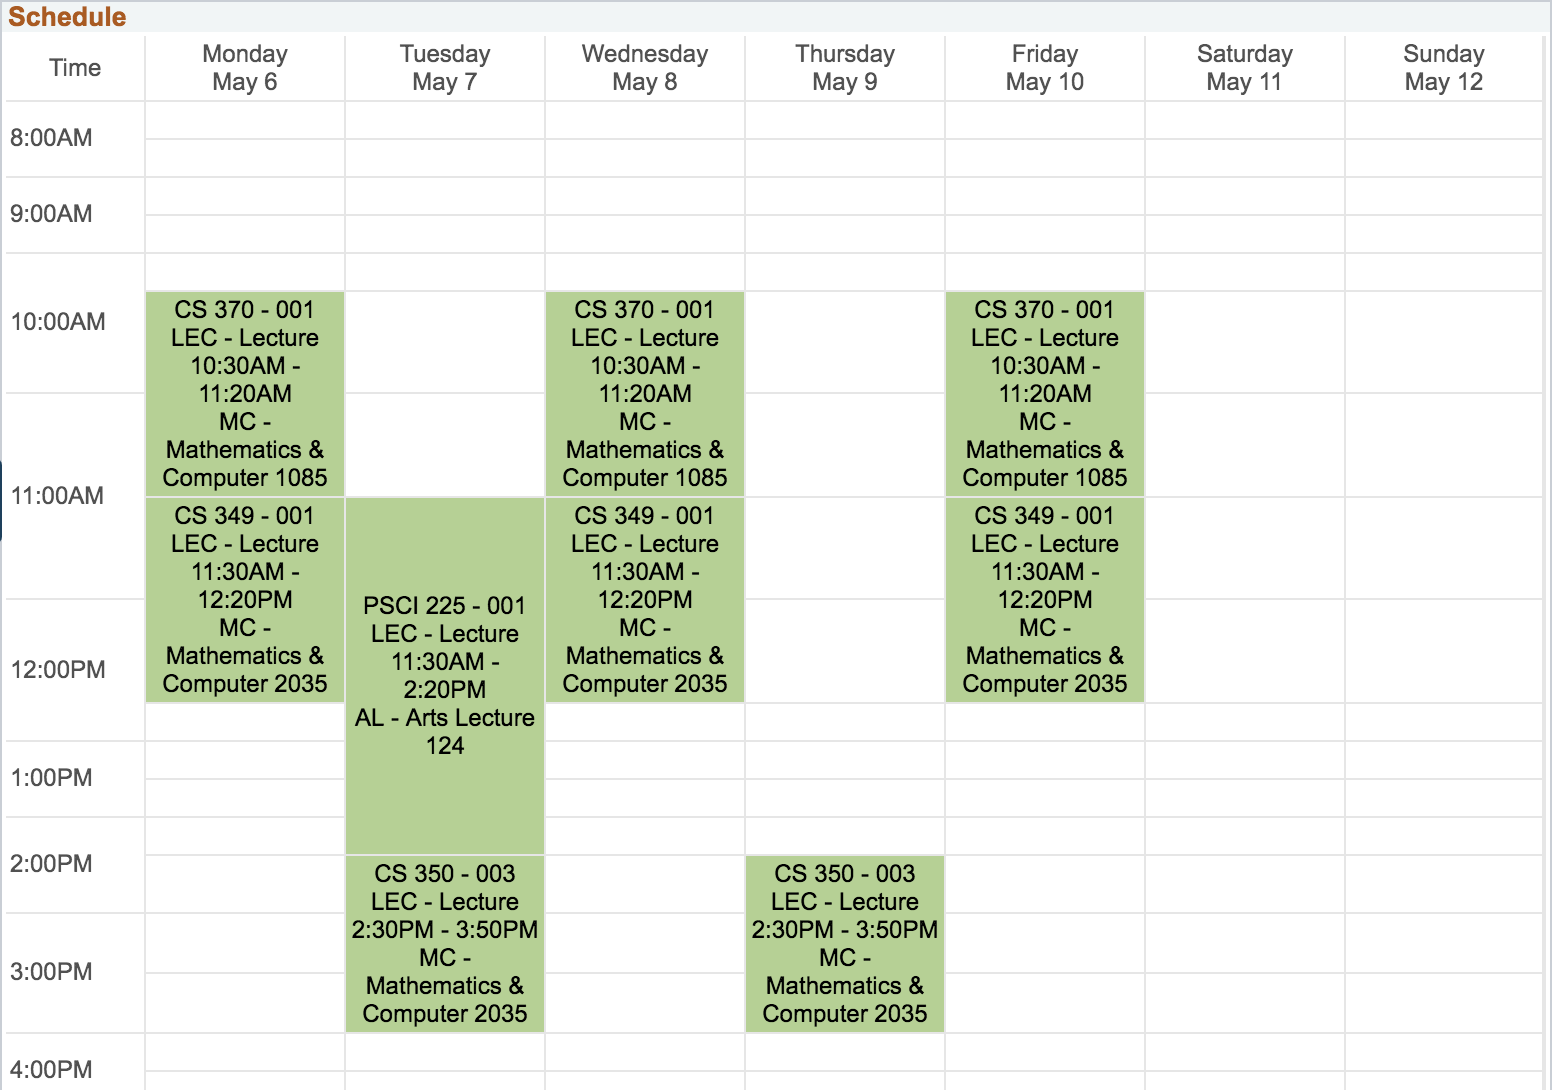 Schedule
Time
Monday
May 6
Tuesday
May 7
Wednesday
May 8
Thursday
May 9
Friday
May 10
Saturday
May 11
Sunday
May 12
8:00AM
9:00AM
10:00AM
CS 370 - 001
LEC - Lecture
10:30AM -
11:20AM
MC -
Mathematics &
Computer 1085
CS 370 - 001
LEC - Lecture
10:30AM -
11:20AM
MC -
Mathematics &
Computer 1085
CS 370 - 001
LEC - Lecture
10:30AM -
11:20AM
MC -
Mathematics &
Computer 1085
11:00AM
CS 349 - 001
LEC - Lecture
11:30AM -
12:20PM
MC -
Mathematics &
Computer 2035
PSCI 225 - 001
LEC - Lecture
11:30AM -
2:20PM
AL - Arts Lecture
124
CS 349 - 001
LEC - Lecture
11:30AM -
12:20PM
MC -
Mathematics &
Computer 2035
CS 349 - 001
LEC - Lecture
11:30AM -
12:20PM
MC -
Mathematics &
Computer 2035
12:00PM
1:00PM
2:00PM
CS 350 - 003
LEC - Lecture
2:30PM - 3:50PM
MC -
Mathematics &
Computer 2035
CS 350 - 003
LEC - Lecture
2:30PM - 3:50PM
MC -
Mathematics &
Computer 2035
3:00PM
4:00PM